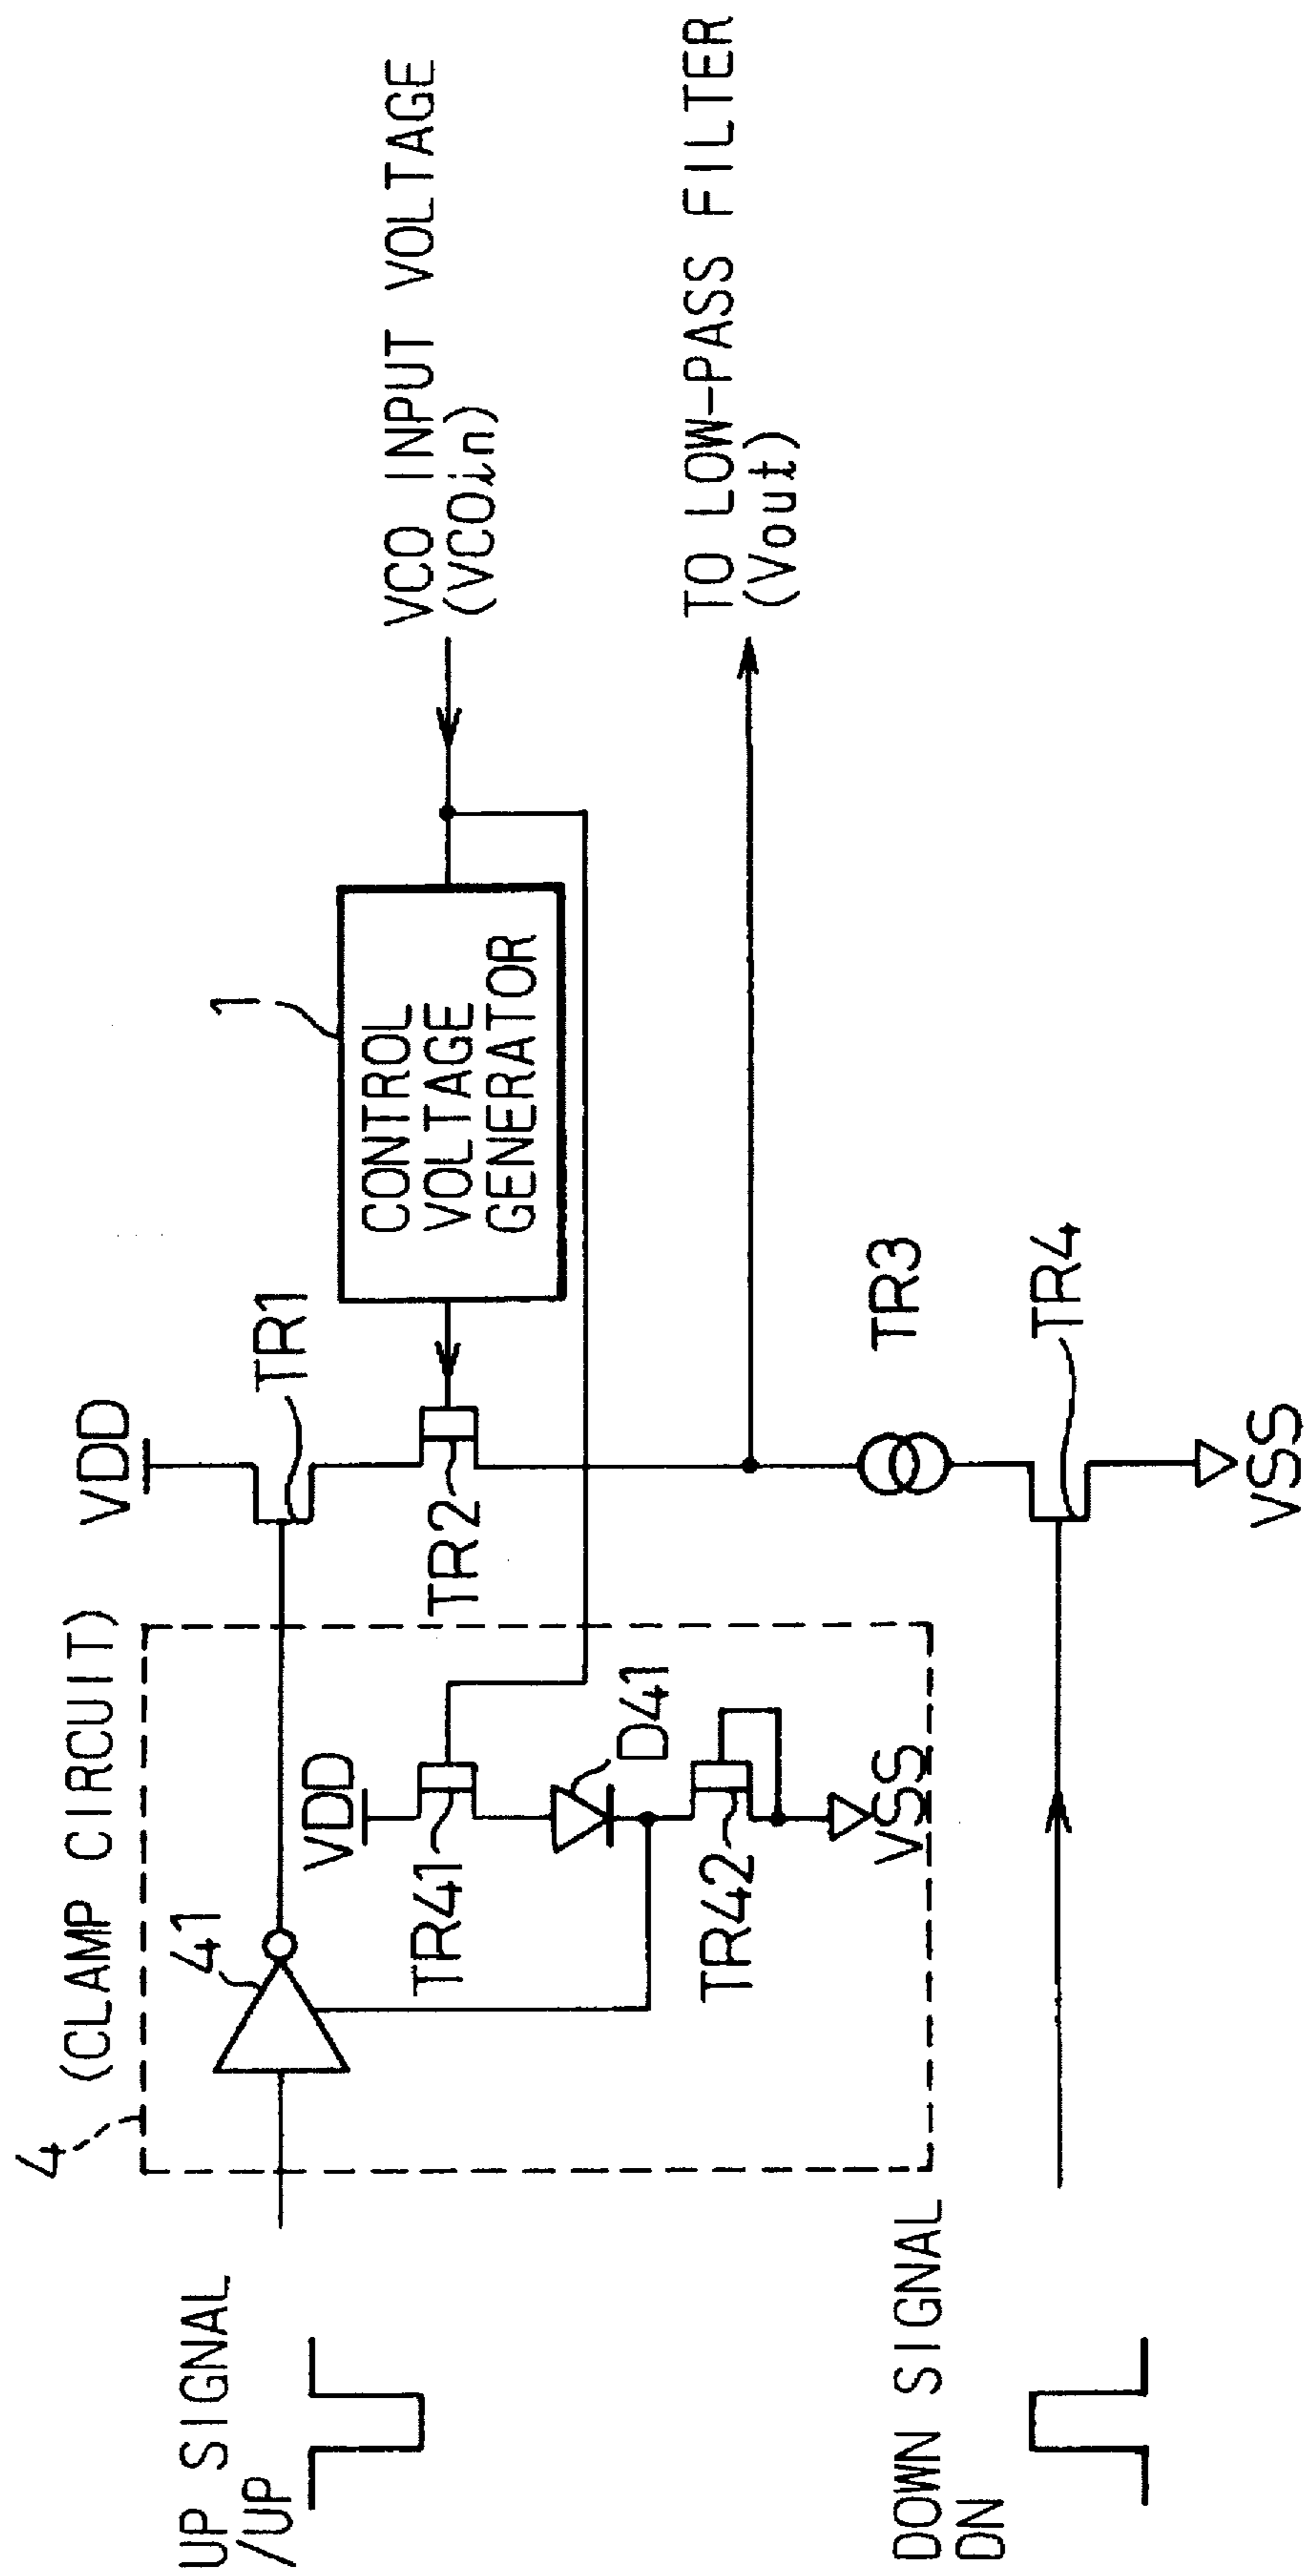 4
(CLAMP CIRCUIT)
UP SIGNAL
/UP
41
VDD
TR41
D41
TR42
VSS
VDD
TR1
TR2
1
CONTROL
VOLTAGE
GENERATOR
VCO INPUT VOLTAGE
(VCOin)
TO LOW-PASS FILTER
(Vout)
TR3
TR4
VSS
DOWN SIGNAL
DN